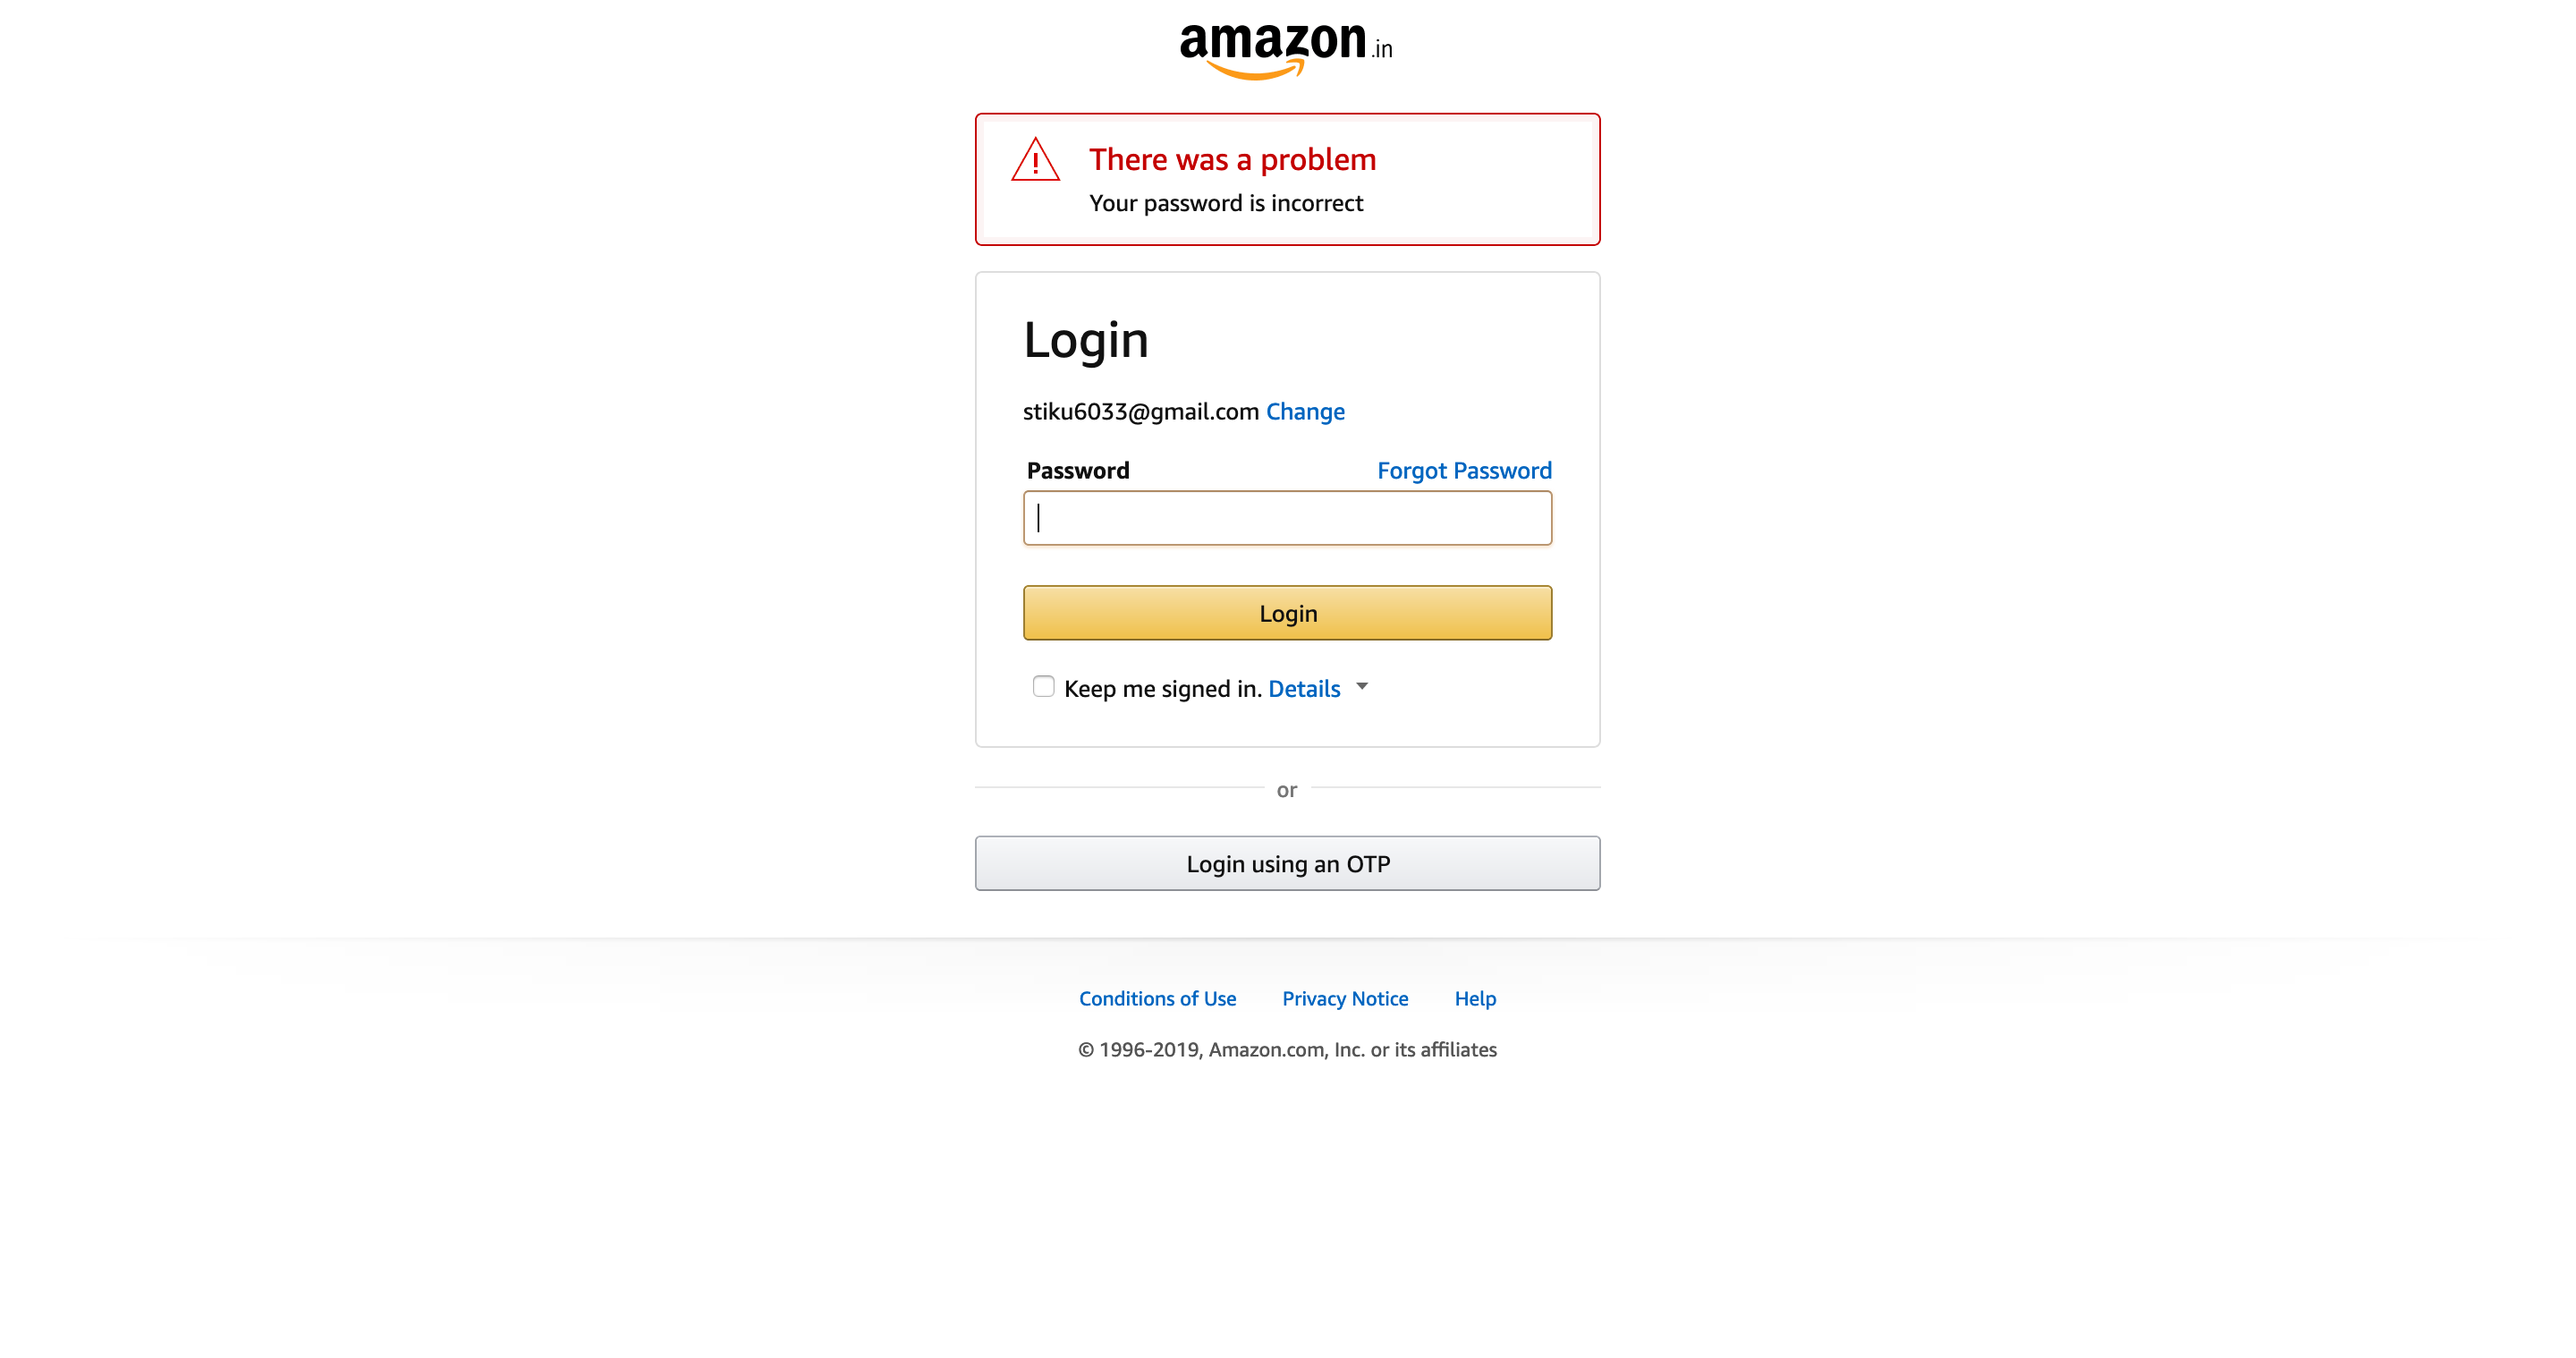 amazon.in
There was a problem
Your password is incorrect
Login
stiku6033@gmail.com Change
Password Forgot Password
Login
Keep me signed in. Details
or
Login using an OTP
Conditions of Use Privacy Notice Help
© 1996-2019, Amazon.com, Inc. or its affiliates